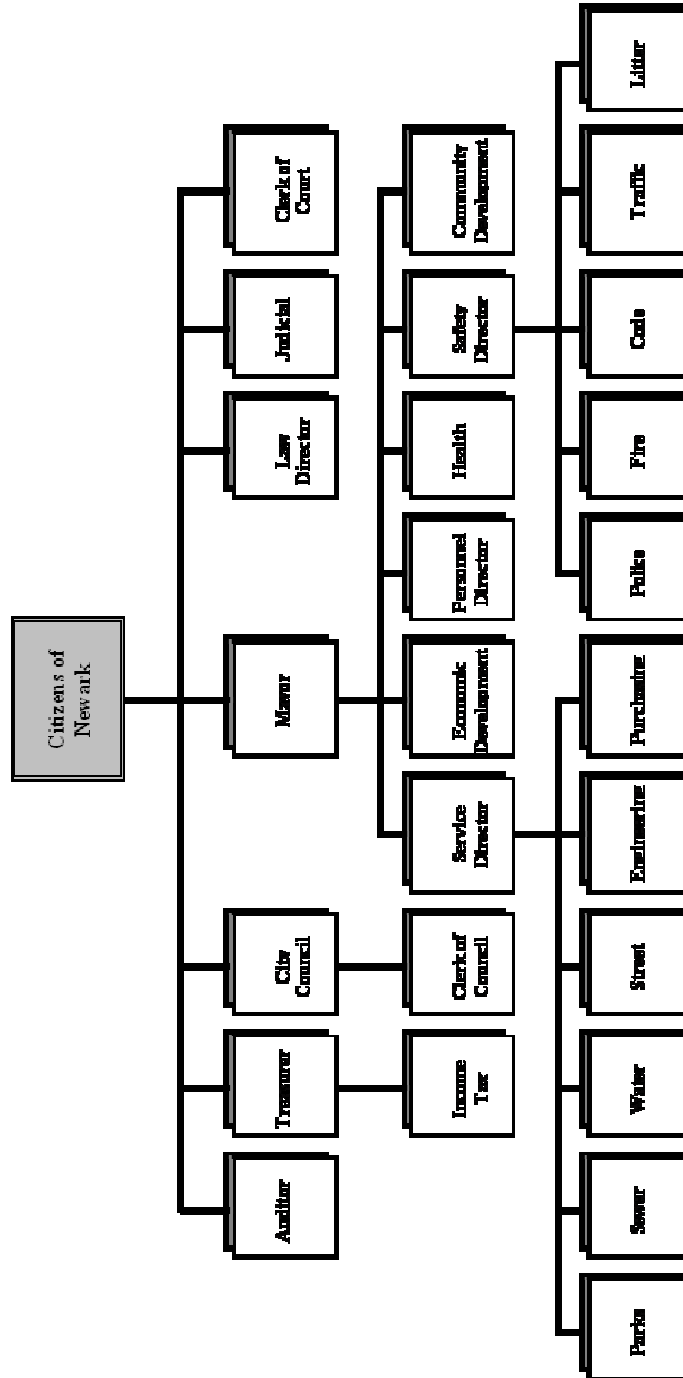 Citizens of
Newark
Auditor
Treasurer
City
Council
Mayor
Law
Director
Judicial
Clerk of
Court
Income
Tax
Clerk of
Council
Service
Director
Economic
Development
Personnel
Director
Health
Safety
Director
Community
Development
Parks
Sewer
Water
Street
Engineering
Purchasing
Police
Fire
Code
Traffic
Litter